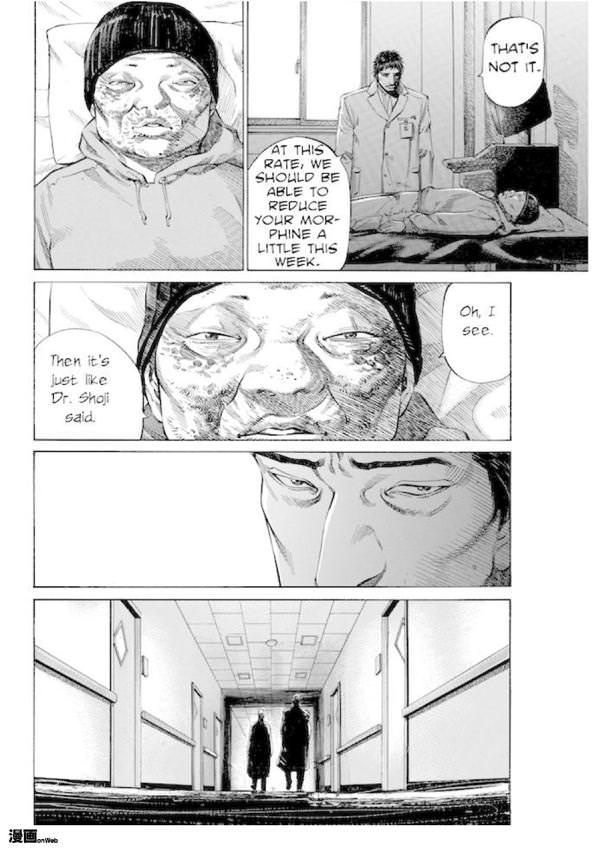 THAT'S
NOT IT.
AT THIS
RATE, WE
SHOULD BE
ABLE TO
REDUCE
YOUR MOR-
PHINE A
LITTLE THIS
WEEK.
Oh, I
see.
Then it's
just like
Dr. Shoji
said.
漫画onWeb